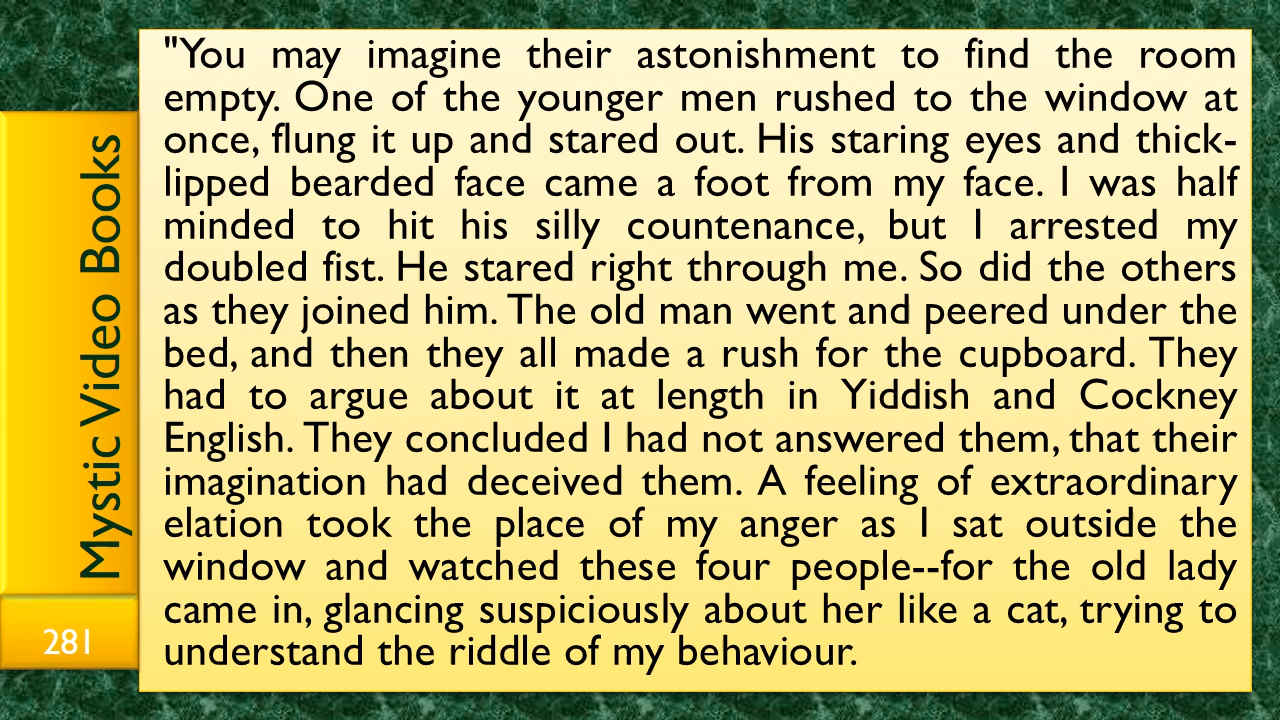 "You may imagine their astonishment to find the room
empty. One of the younger men rushed to the window at
once, flung it up and stared out. His staring eyes and thick-
lipped bearded face came a foot from my face. I was half
minded to hit his silly countenance, but I arrested my
doubled fist. He stared right through me. So did the others
as they joined him. The old man went and peered under the
bed, and then they all made a rush for the cupboard. They
had to argue about it at length in Yiddish and Cockney
English. They concluded I had not answered them, that their
imagination had deceived them. A feeling of extraordinary
elation took the place of my anger as I sat outside the
window and watched these four people--for the old lady
came in, glancing suspiciously about her like a cat, trying to
understand the riddle of my behaviour.
Mystic Video Books
281